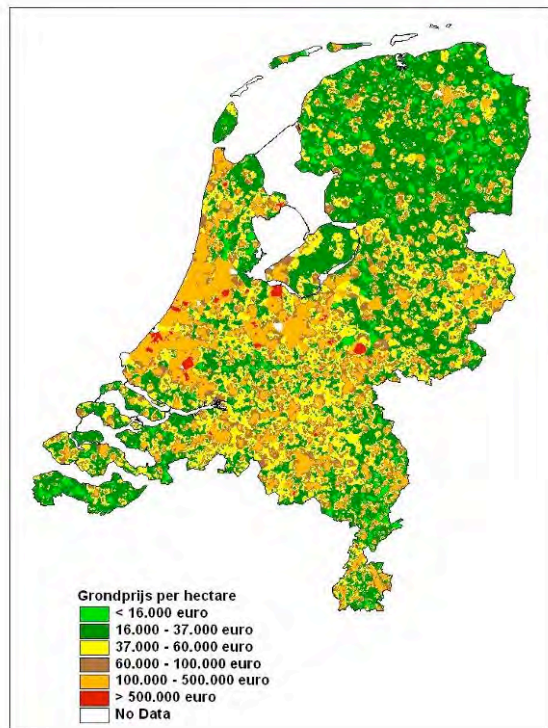 Grondprijs per hectare
< 16.000 euro
16.000 - 37.000 euro
37.000 - 60.000 euro
60.000 - 100.000 euro
100.000 - 500.000 euro
> 500.000 euro
No Data